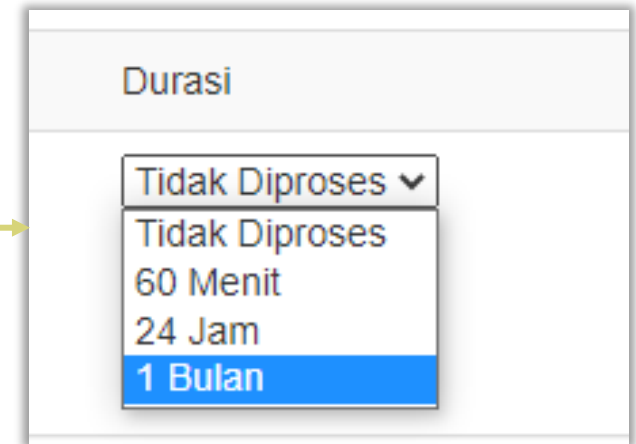 Durasi
Tidak Diproses
Tidak Diproses
60 Menit
24 Jam
1 Bulan